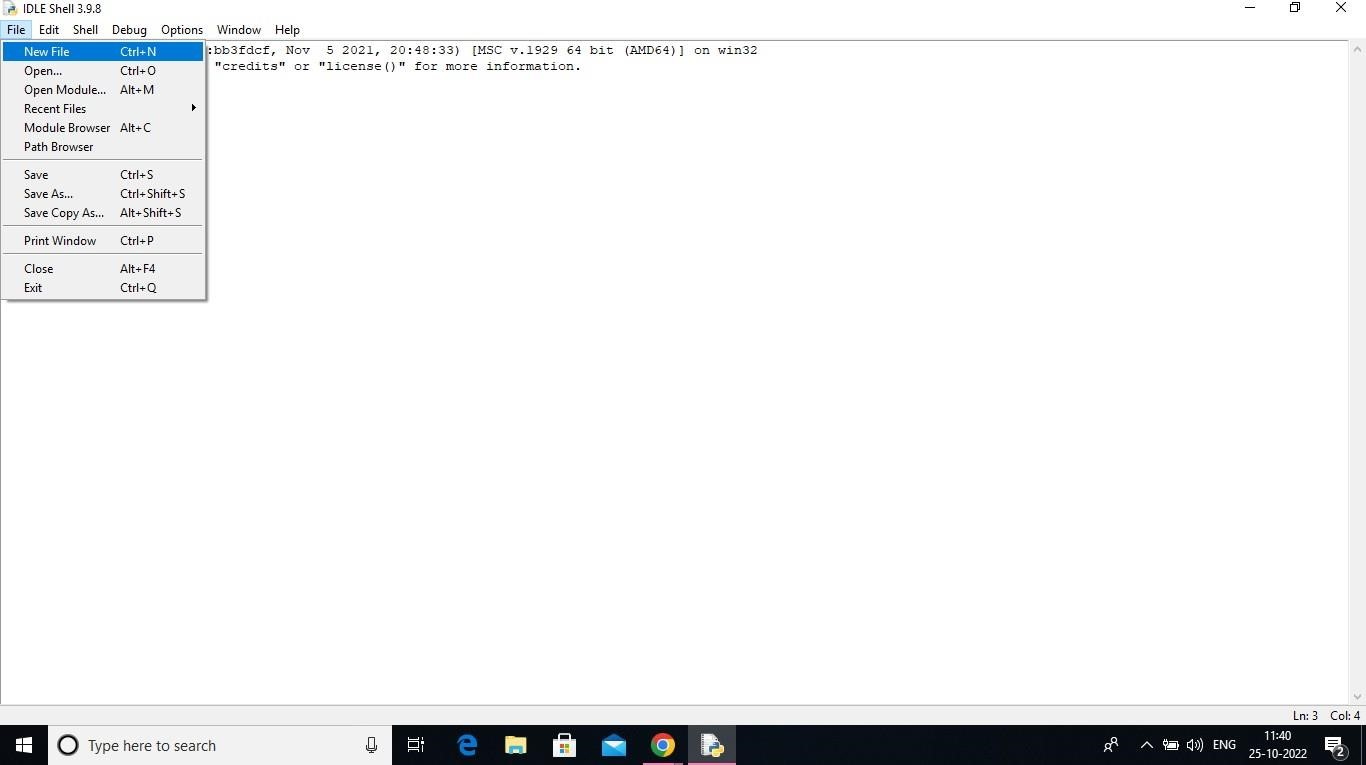 IDLE Shell 3.9.8
File Edit Shell Debug Options Window Help
New File Ctrl+N
:bb3fdcf, Nov  5 2021, 20:48:33) [MSC v.1929 64 bit (AMD64)] on win32
Open... Ctrl+O
"credits" or "license()" for more information.
Open Module... Alt+M
Recent Files
Module Browser Alt+C
Path Browser
Save Ctrl+S
Save As... Ctrl+Shift+S
Save Copy As... Alt+Shift+S
Print Window Ctrl+P
Close Alt+F4
Exit Ctrl+Q
Ln: 3 Col: 4
Type here to search
ENG
11:40
25-10-2022
2